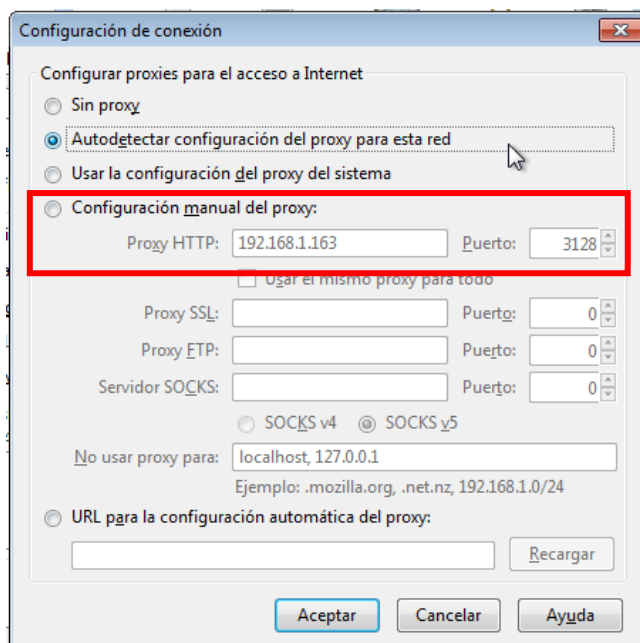 Configuración de conexión
Configurar proxies para el acceso a Internet
Sin proxy
Autodetectar configuración del proxy para esta red
Usar la configuración del proxy del sistema
Configuración manual del proxy:
Proxy HTTP: 192.168.1.163 Puerto: 3128
Usar el mismo proxy para todo
Proxy SSL: Puerto: 0
Proxy FTP: Puerto: 0
Servidor SOCKS: Puerto: 0
SOCKS v4 SOCKS v5
No usar proxy para: localhost, 127.0.0.1
Ejemplo: .mozilla.org, .net.nz, 192.168.1.0/24
URL para la configuración automática del proxy:
Recargar
Aceptar Cancelar Ayuda